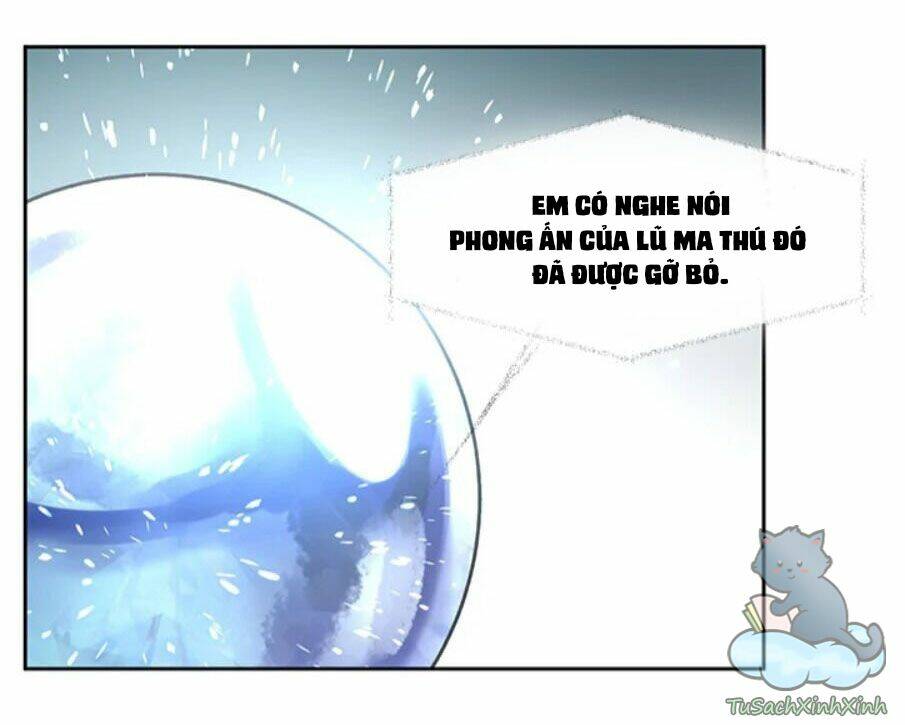 EM CÓ NGHE NÓI
PHONG ẤN CỦA LŨ MA THÚ ĐÓ
ĐÃ ĐƯỢC GỠ BỎ.
TuSachXinhXinh